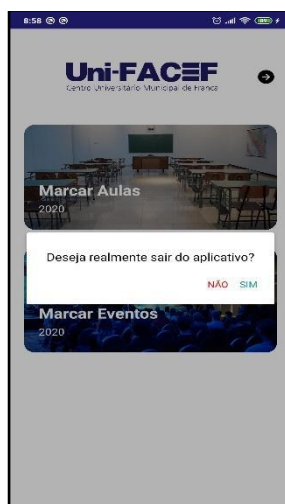 8:58
Uni-FACEF
Centro Universitário Municipal de Franca
Marcar Aulas
2020
Deseja realmente sair do aplicativo?
NÃO SIM
Marcar Eventos
2020